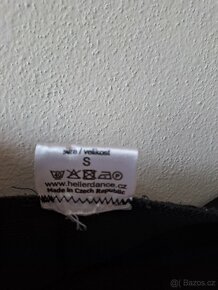 size / velikost
S
www.hellerdance.cz
Made in Czech Republic
Bazos.cz